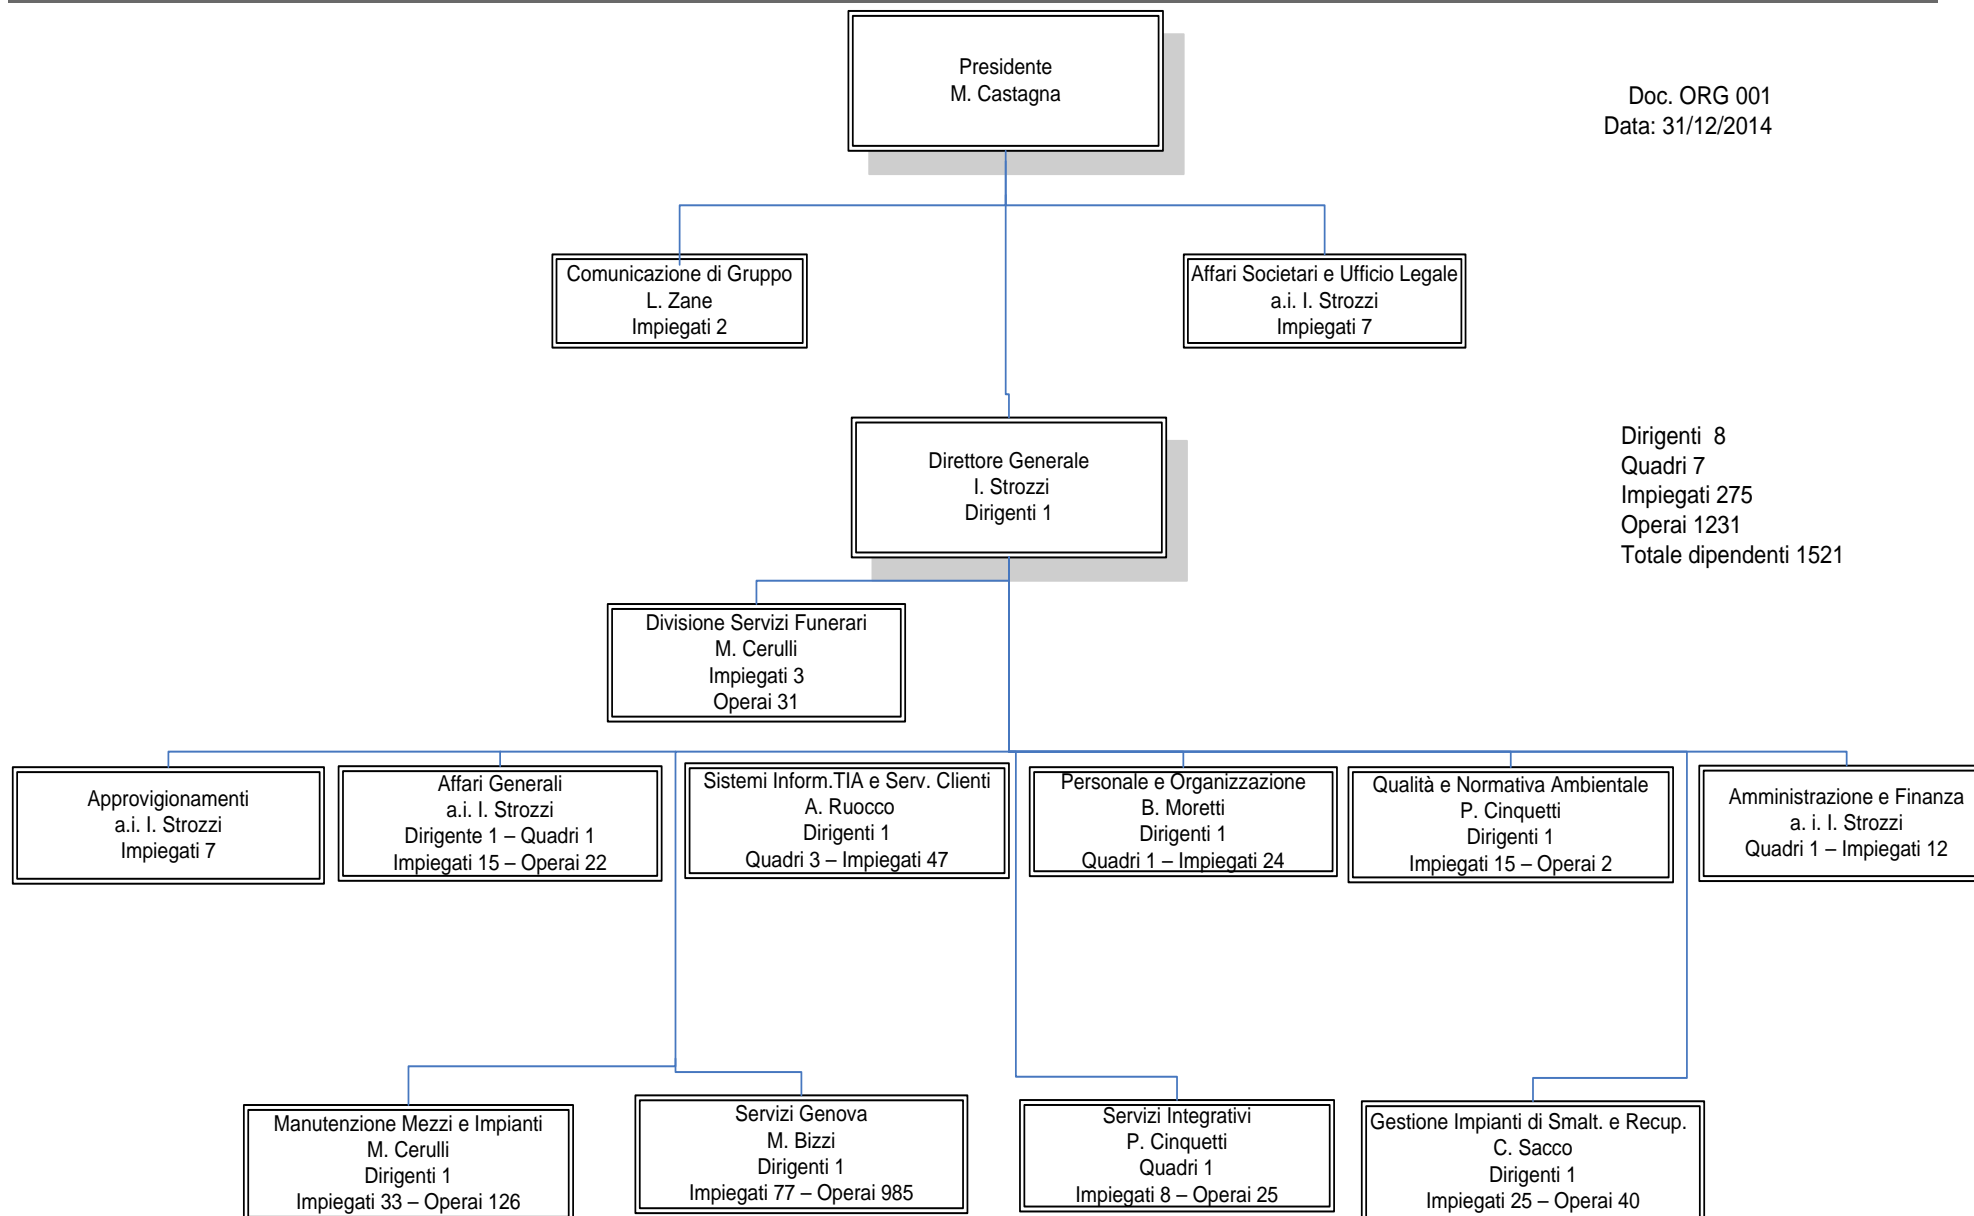 Presidente
M. Castagna
Doc. ORG 001
Data: 31/12/2014
Comunicazione di Gruppo
L. Zane
Impiegati 2
Affari Societari e Ufficio Legale
a.i. I. Strozzi
Impiegati 7
Direttore Generale
I. Strozzi
Dirigenti 1
Dirigenti  8
Quadri 7
Impiegati 275
Operai 1231
Totale dipendenti 1521
Divisione Servizi Funerari
M. Cerulli
Impiegati 3
Operai 31
Approvigionamenti
a.i. I. Strozzi
Impiegati 7
Affari Generali
a.i. I. Strozzi
Dirigente 1 – Quadri 1
Impiegati 15 – Operai 22
Sistemi Inform.TIA e Serv. Clienti
A. Ruocco
Dirigenti 1
Quadri 3 – Impiegati 47
Personale e Organizzazione
B. Moretti
Dirigenti 1
Quadri 1 – Impiegati 24
Qualità e Normativa Ambientale
P. Cinquetti
Dirigenti 1
Impiegati 15 – Operai 2
Amministrazione e Finanza
a. i. I. Strozzi
Quadri 1 – Impiegati 12
Manutenzione Mezzi e Impianti
M. Cerulli
Dirigenti 1
Impiegati 33 – Operai 126
Servizi Genova
M. Bizzi
Dirigenti 1
Impiegati 77 – Operai 985
Servizi Integrativi
P. Cinquetti
Quadri 1
Impiegati 8 – Operai 25
Gestione Impianti di Smalt. e Recup.
C. Sacco
Dirigenti 1
Impiegati 25 – Operai 40